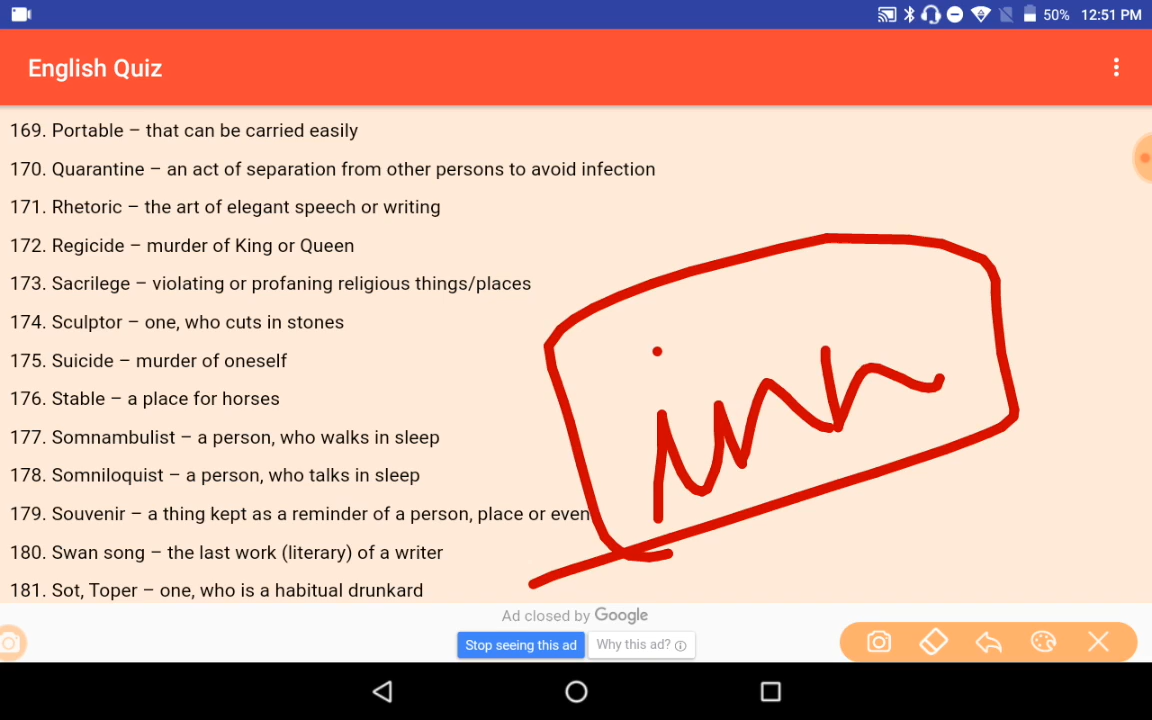 50% 12:51 PM
English Quiz
169. Portable – that can be carried easily
170. Quarantine – an act of separation from other persons to avoid infection
171. Rhetoric – the art of elegant speech or writing
172. Regicide – murder of King or Queen
173. Sacrilege – violating or profaning religious things/places
174. Sculptor – one, who cuts in stones
175. Suicide – murder of oneself
176. Stable – a place for horses
177. Somnambulist – a person, who walks in sleep
178. Somniloquist – a person, who talks in sleep
179. Souvenir – a thing kept as a reminder of a person, place or even
180. Swan song – the last work (literary) of a writer
181. Sot, Toper – one, who is a habitual drunkard
Ad closed by Google
Stop seeing this ad Why this ad?